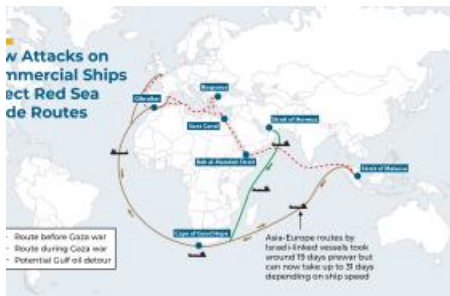 w Attacks on
mmercial Ships
ect Red Sea
de Routes
Bosporus
Gibraltar
Suez Canal
Strait of Hormuz
Bab al-Mandab Strait
Strait of Malacca
Cape of Good Hope
Route before Gaza war
Route during Gaza war
Potential Gulf oil detour
Asia-Europe routes by
Israeli-linked vessels took
around 19 days prewar but
can now take up to 31 days
depending on ship speed